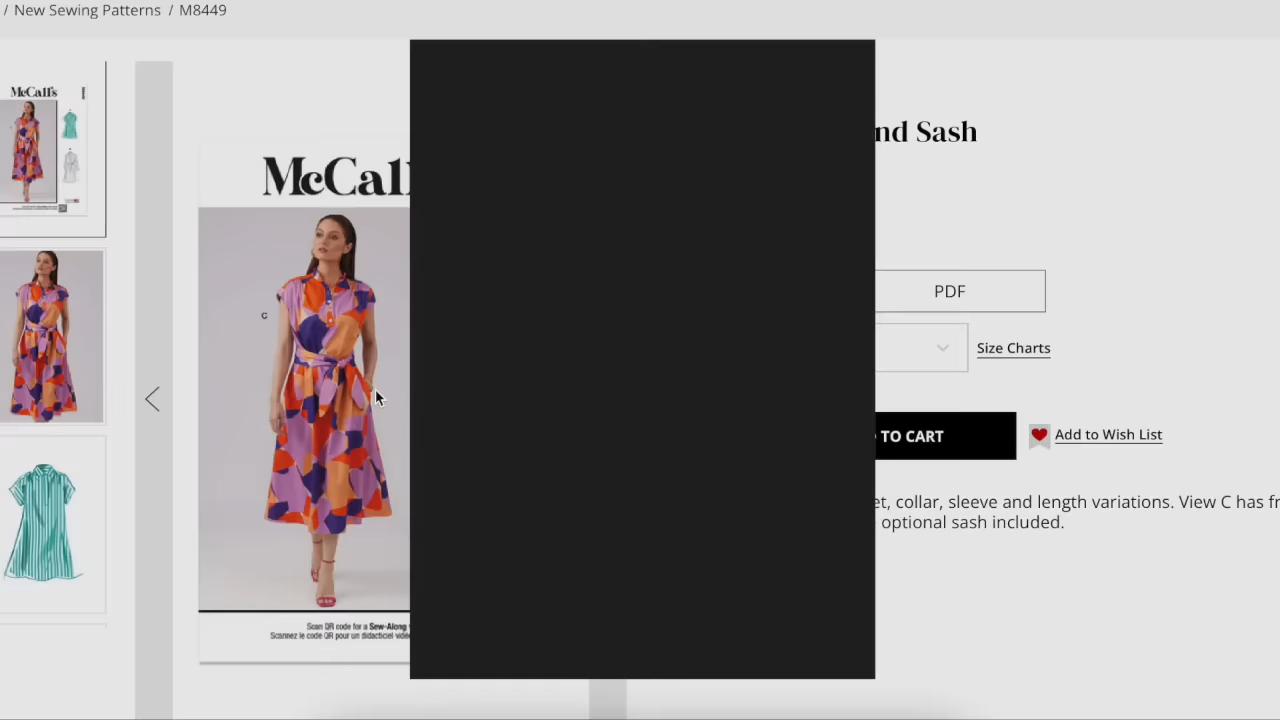 / New Sewing Patterns / M8449
McCall's
nd Sash
McCall
PDF
C
Size Charts
TO CART
Add to Wish List
et, collar, sleeve and length variations. View C has fr
optional sash included.
Scan QR code for a Sew-Along
Scannez le code QR pour un didacticiel vidéo